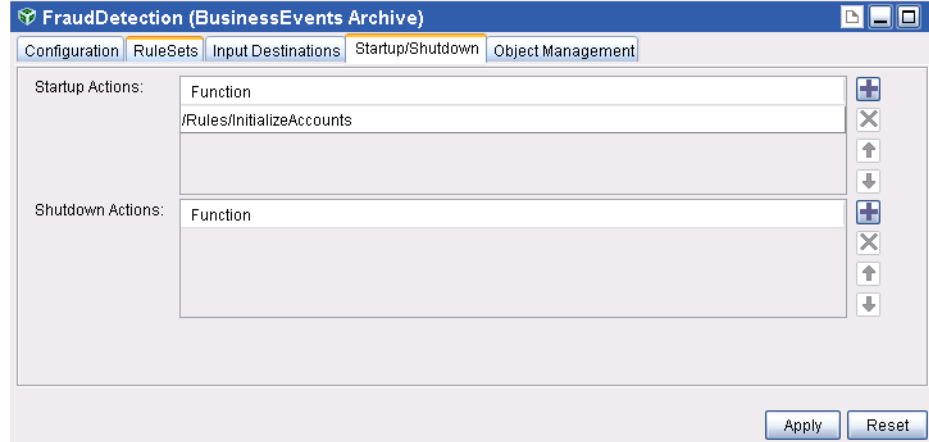 FraudDetection (BusinessEvents Archive)
Configuration RuleSets Input Destinations Startup/Shutdown Object Management
Startup Actions:
Function
/Rules/InitializeAccounts
Shutdown Actions:
Function
Apply Reset